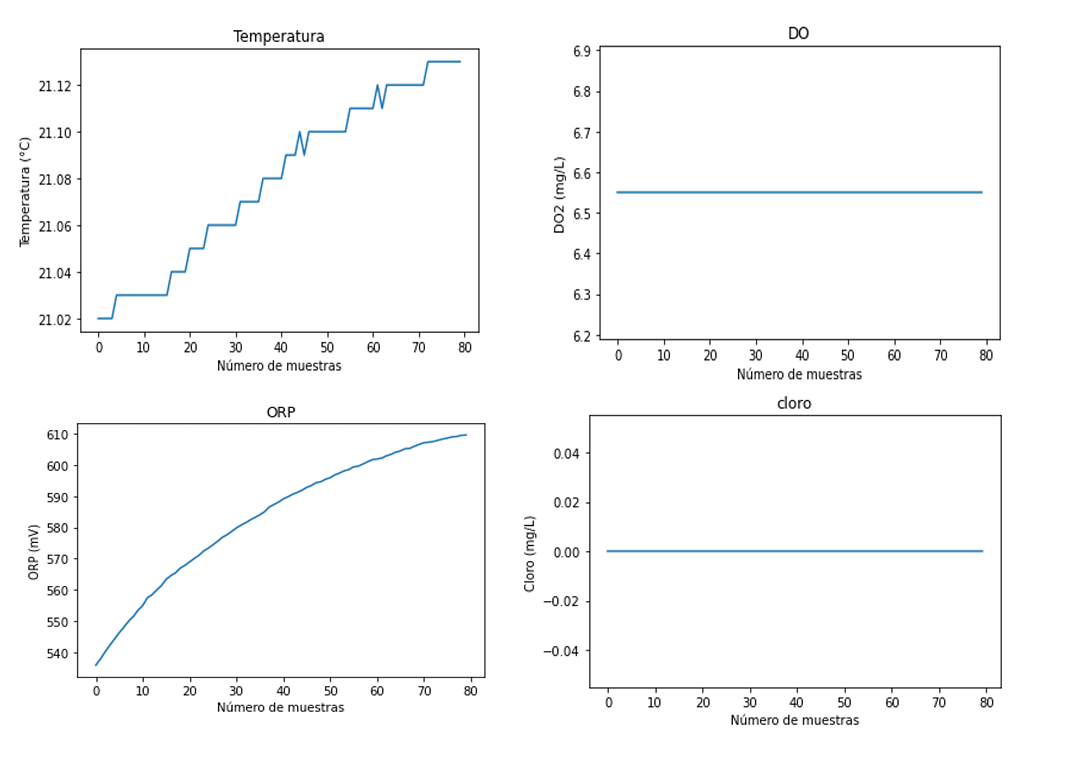 Temperatura
21.12
21.10
21.08
21.06
21.04
21.02
Temperatura (°C)
0 10 20 30 40 50 60 70 80
Número de muestras
DO
6.9
6.8
6.7
6.6
6.5
6.4
6.3
6.2
DO2 (mg/L)
0 10 20 30 40 50 60 70 80
Número de muestras
ORP
610
600
590
580
570
560
550
540
ORP (mV)
0 10 20 30 40 50 60 70 80
Número de muestras
cloro
0.04
0.02
0.00
−0.02
−0.04
Cloro (mg/L)
0 10 20 30 40 50 60 70 80
Número de muestras